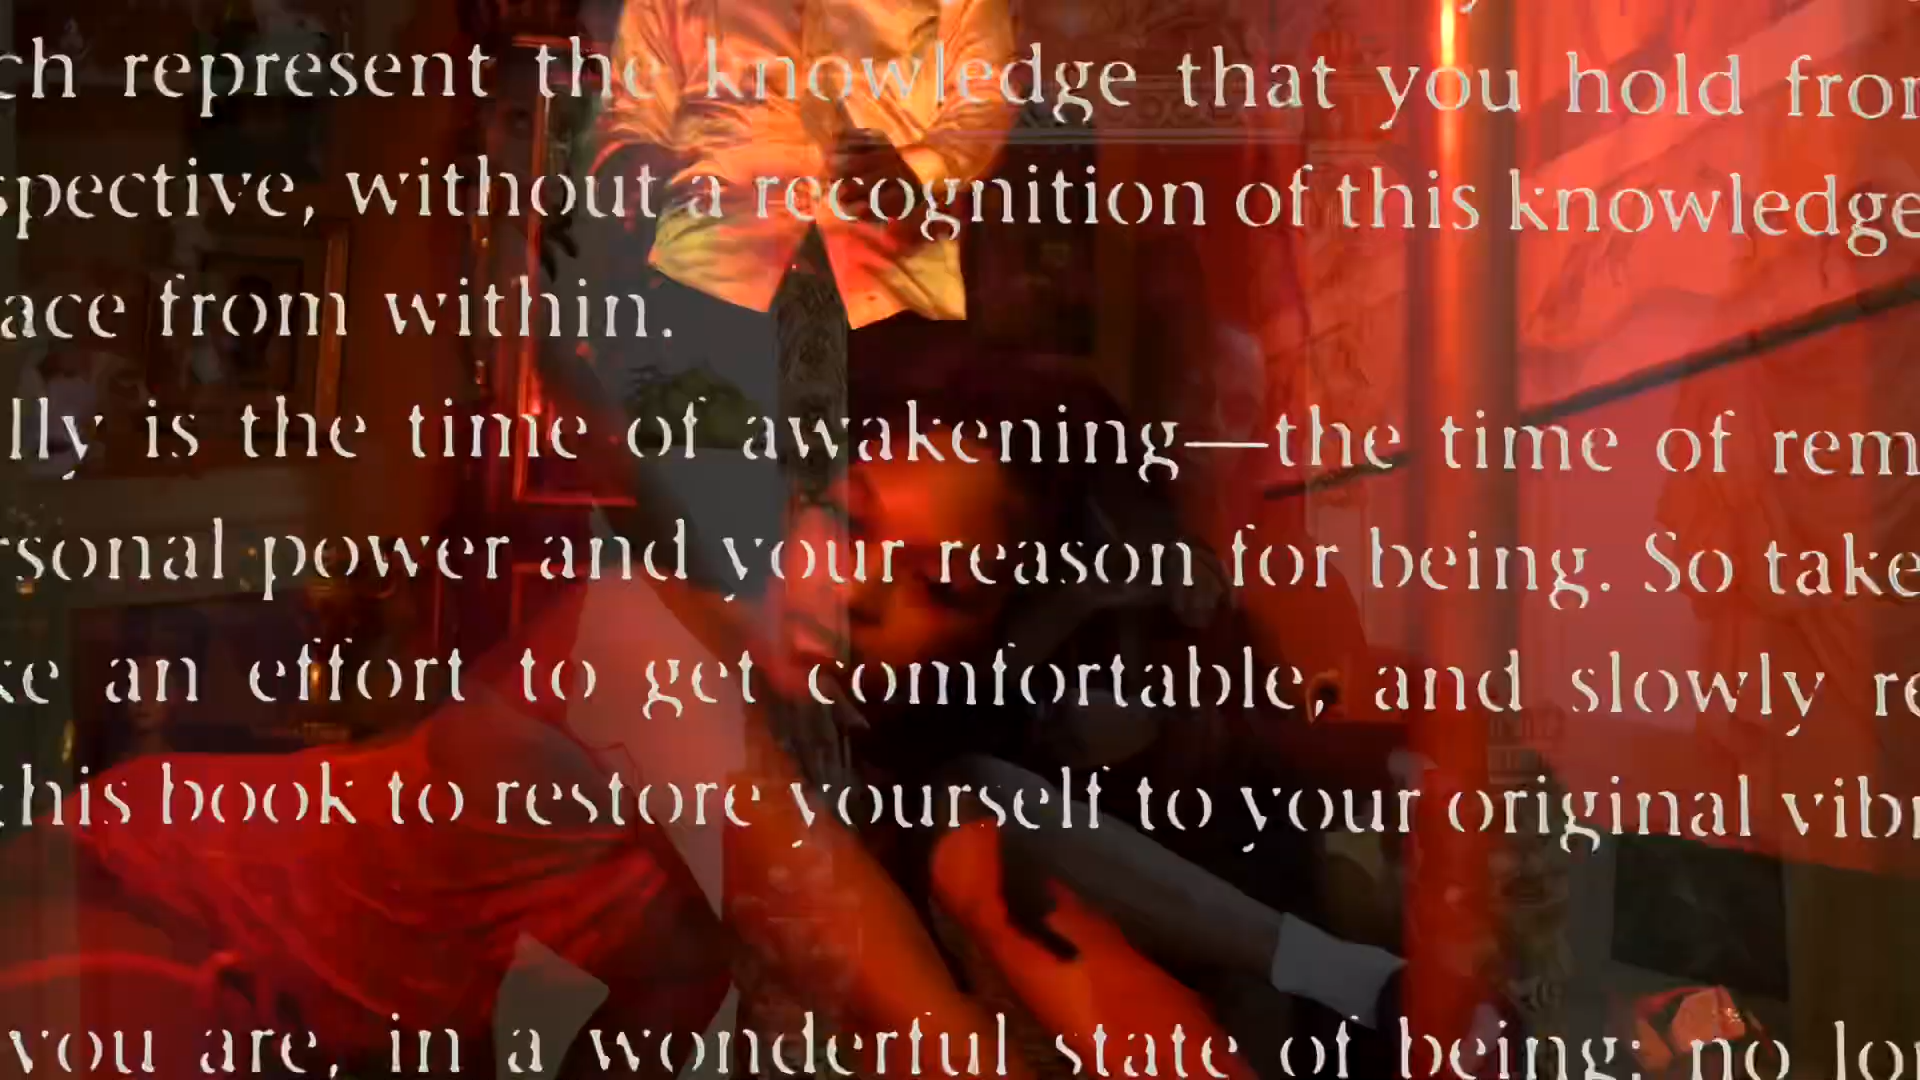 ch represent the knowledge that you hold from
spective, without a recognition of this knowledge
ace from within.
lly is the time of awakening—the time of rem
rsonal power and your reason for being. So take
ke an effort to get comfortable, and slowly re
this book to restore yourself to your original vibr
you are, in a wonderful state of being; no lon